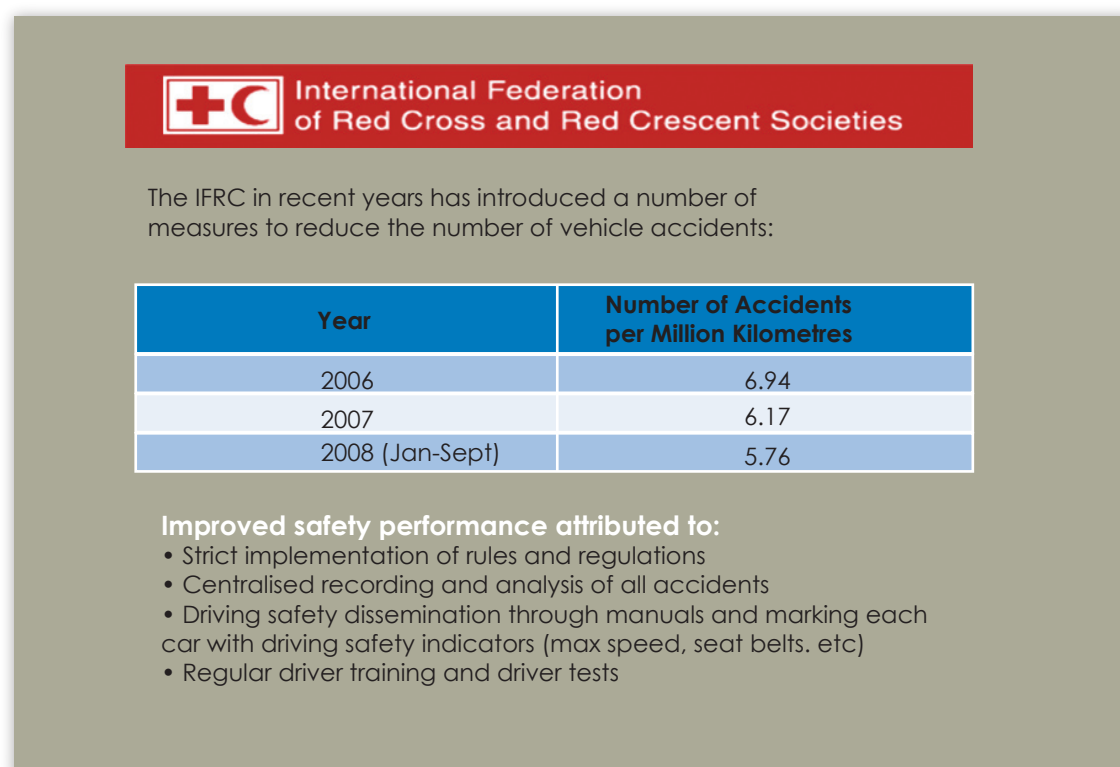 International Federation
of Red Cross and Red Crescent Societies
The IFRC in recent years has introduced a number of
measures to reduce the number of vehicle accidents:
Year
Number of Accidents
per Million Kilometres
2006 6.94
2007 6.17
2008 (Jan-Sept) 5.76
Improved safety performance attributed to:
• Strict implementation of rules and regulations
• Centralised recording and analysis of all accidents
• Driving safety dissemination through manuals and marking each
car with driving safety indicators (max speed, seat belts. etc)
• Regular driver training and driver tests